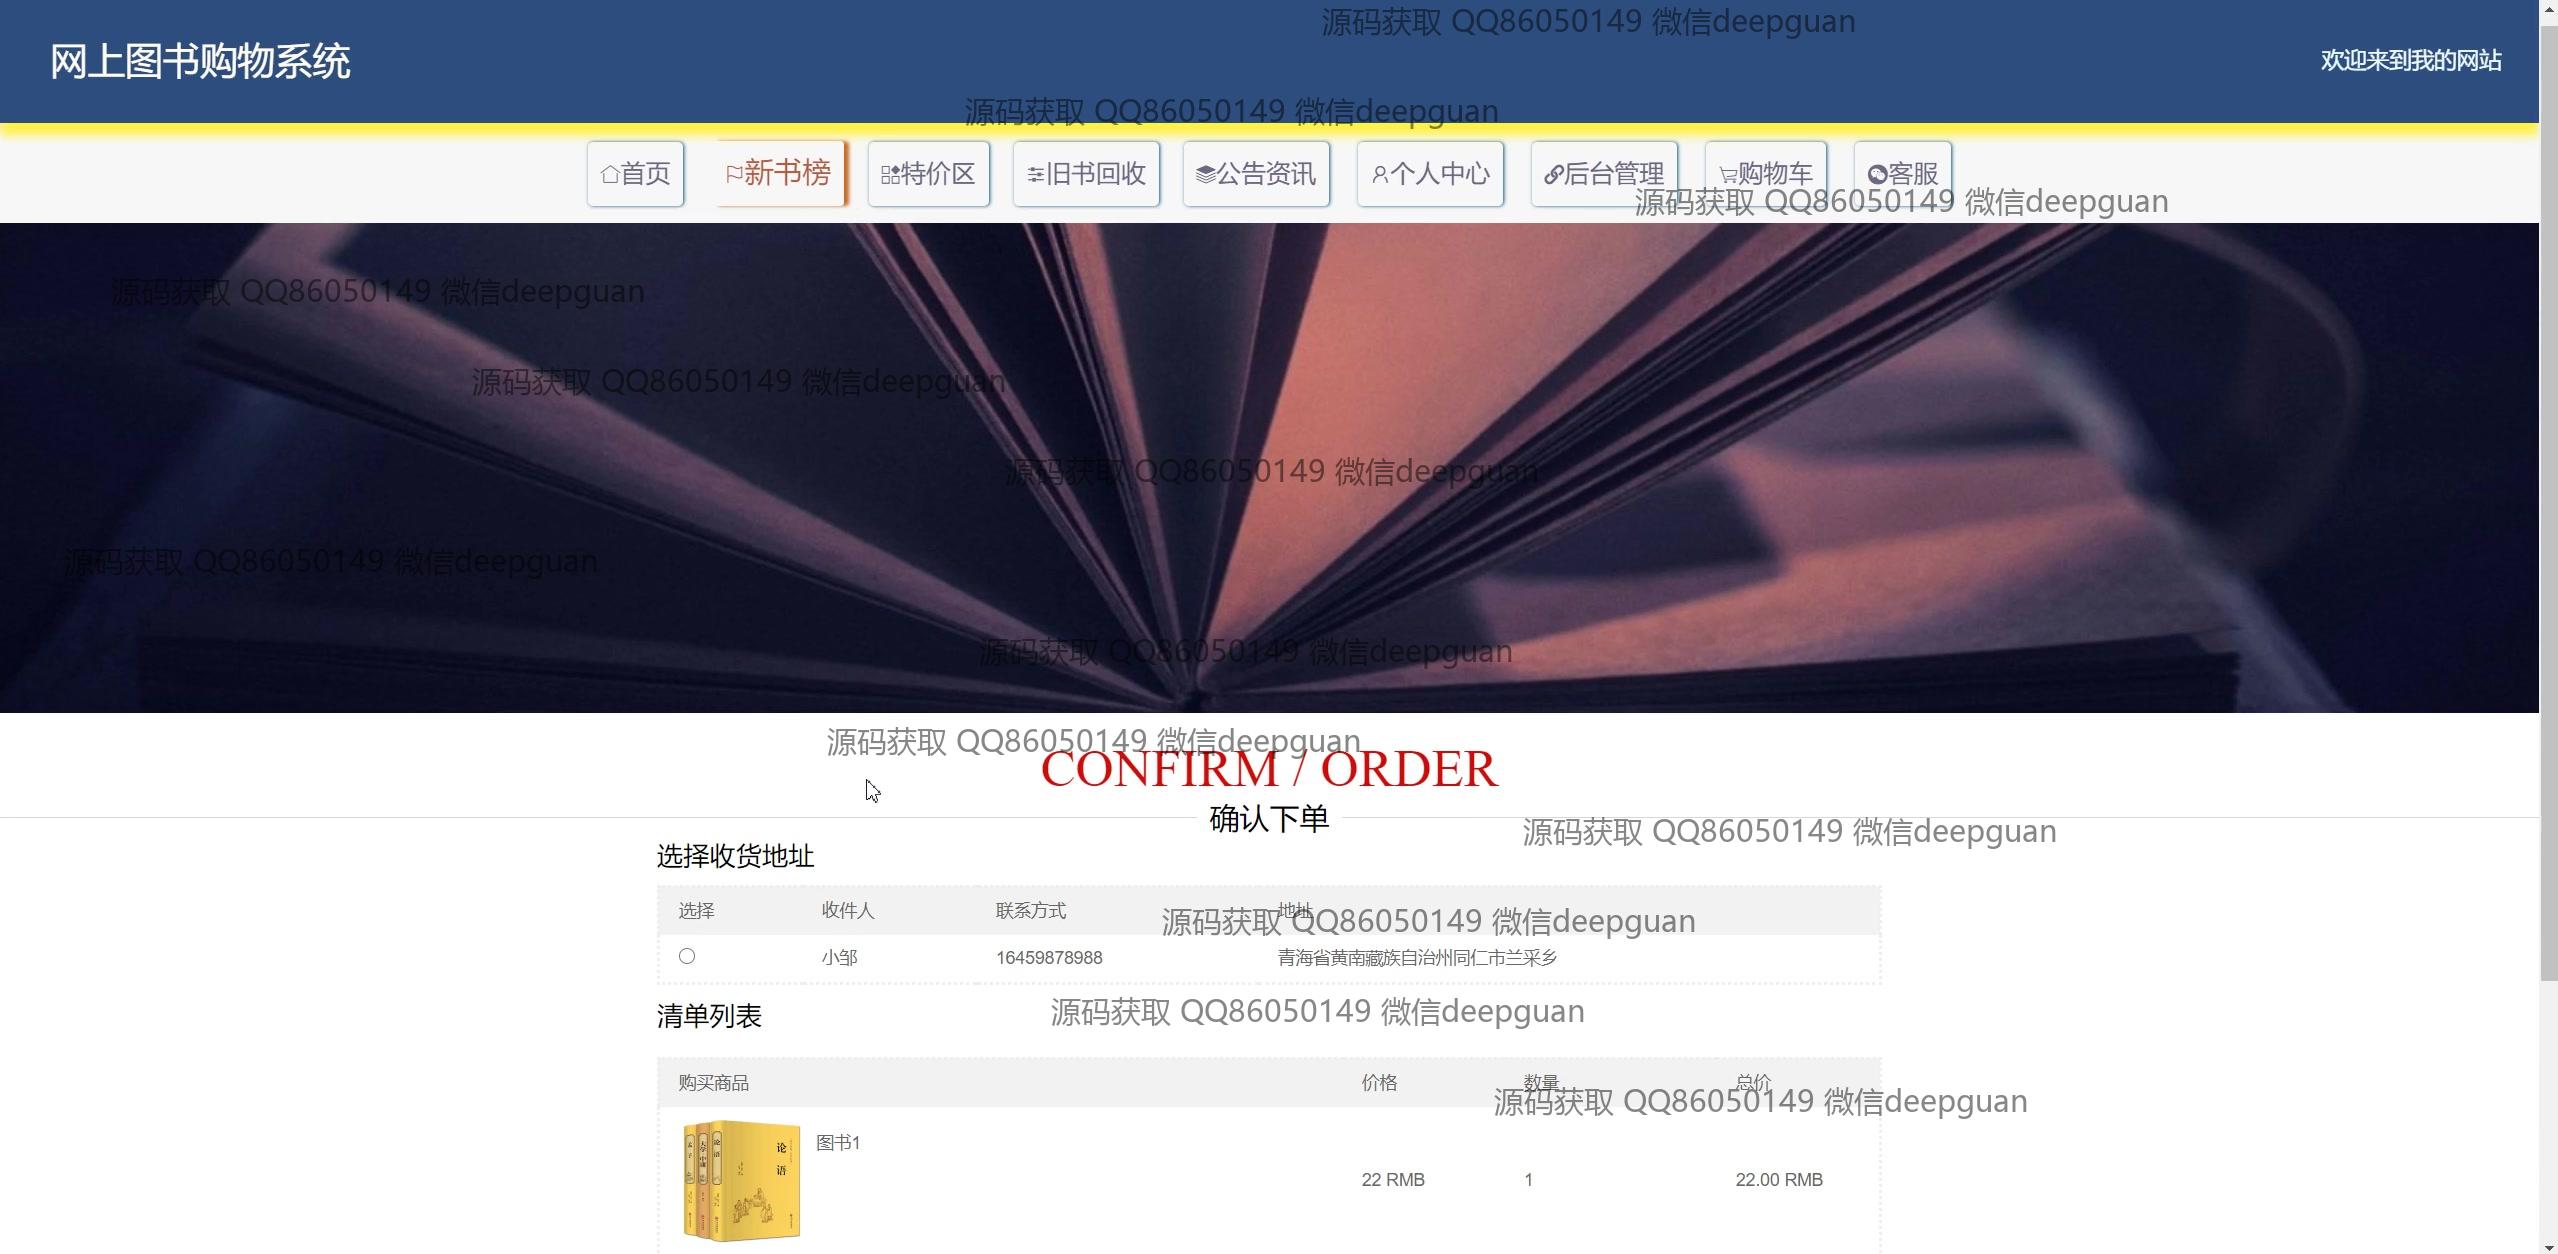 源码获取 QQ86050149 微信deepguan
网上图书购物系统
欢迎来到我的网站
源码获取 QQ86050149 微信deepguan
首页 新书榜 特价区 旧书回收 公告资讯 个人中心 后台管理 购物车 客服
源码获取 QQ86050149 微信deepguan
源码获取 QQ86050149 微信deepguan
源码获取 QQ86050149 微信deepguan
源码获取 QQ86050149 微信deepguan
源码获取 QQ86050149 微信deepguan
源码获取 QQ86050149 微信deepguan
源码获取 QQ86050149 微信deepguan
CONFIRM / ORDER
确认下单
源码获取 QQ86050149 微信deepguan
选择收货地址
选择 收件人 联系方式 地址
源码获取 QQ86050149 微信deepguan
小邹 16459878988 青海省黄南藏族自治州同仁市兰采乡
清单列表
源码获取 QQ86050149 微信deepguan
购买商品 价格 数量 总价
源码获取 QQ86050149 微信deepguan
图书1
论语
22 RMB 1 22.00 RMB